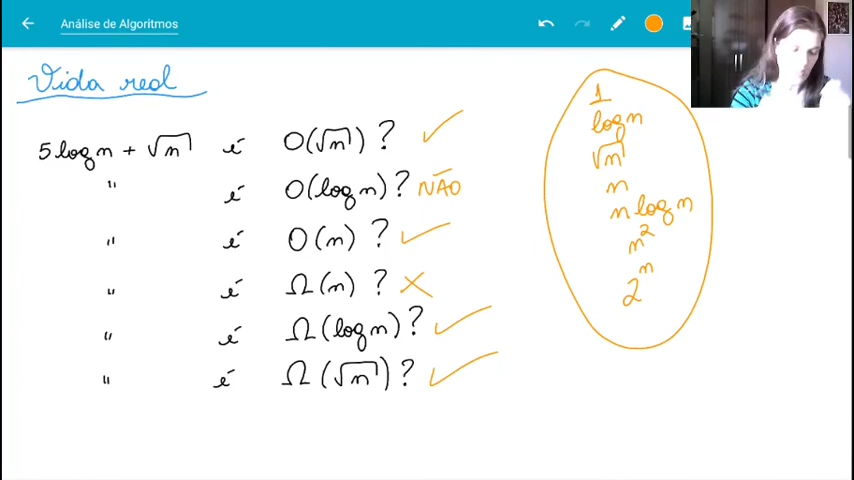 Análise de Algoritmos
Vida real
5 log n + √n é O(√n)? ✓
" é O(log n)? NÃO
" é O(n)? ✓
" é Ω(n)? ✗
" é Ω(log n)? ✓
" é Ω(√n)? ✓
1
log n
√n
n
n log n
n²
2ⁿ